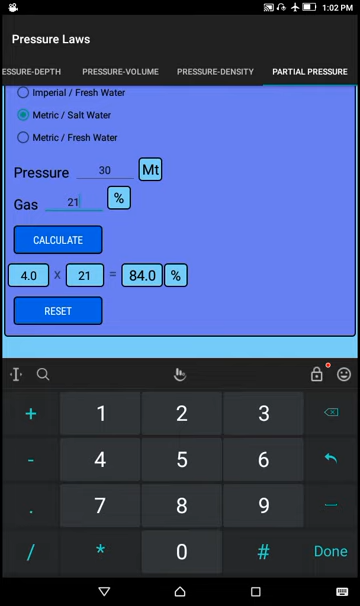 1:02 PM
Pressure Laws
ESSURE-DEPTH PRESSURE-VOLUME PRESSURE-DENSITY PARTIAL PRESSURE
Imperial / Fresh Water
Metric / Salt Water
Metric / Fresh Water
Pressure 30 Mt
Gas 21 %
CALCULATE
4.0 x 21 = 84.0 %
RESET
+ 1 2 3
- 4 5 6
. 7 8 9
/ * 0 # Done